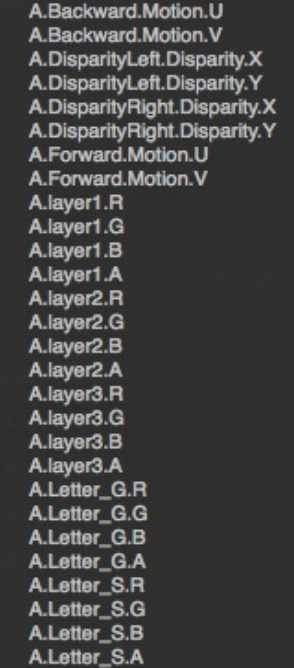 A.Backward.Motion.U
A.Backward.Motion.V
A.DisparityLeft.Disparity.X
A.DisparityLeft.Disparity.Y
A.DisparityRight.Disparity.X
A.DisparityRight.Disparity.Y
A.Forward.Motion.U
A.Forward.Motion.V
A.layer1.R
A.layer1.G
A.layer1.B
A.layer1.A
A.layer2.R
A.layer2.G
A.layer2.B
A.layer2.A
A.layer3.R
A.layer3.G
A.layer3.B
A.layer3.A
A.Letter_G.R
A.Letter_G.G
A.Letter_G.B
A.Letter_G.A
A.Letter_S.R
A.Letter_S.G
A.Letter_S.B
A.Letter_S.A